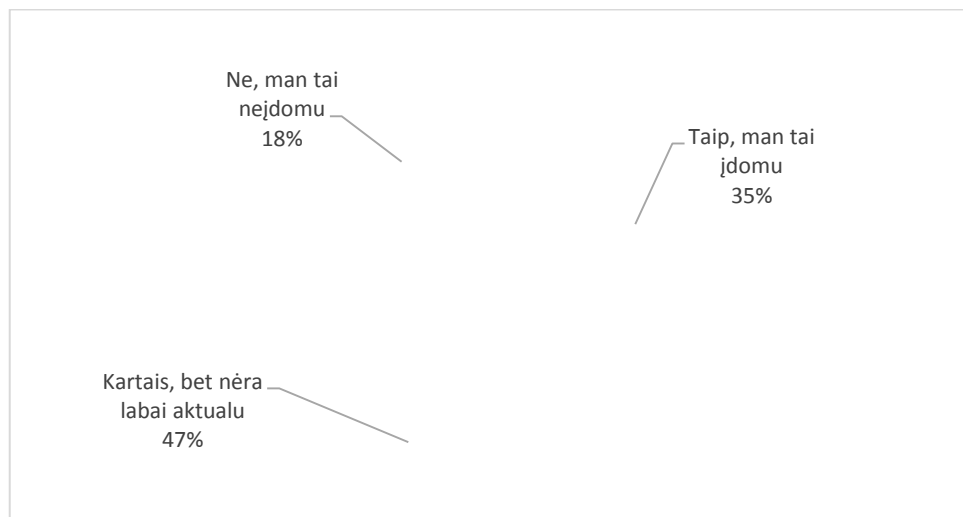 Ne, man tai
neįdomu
18%
Taip, man tai
įdomu
35%
Kartais, bet nėra
labai aktualu
47%